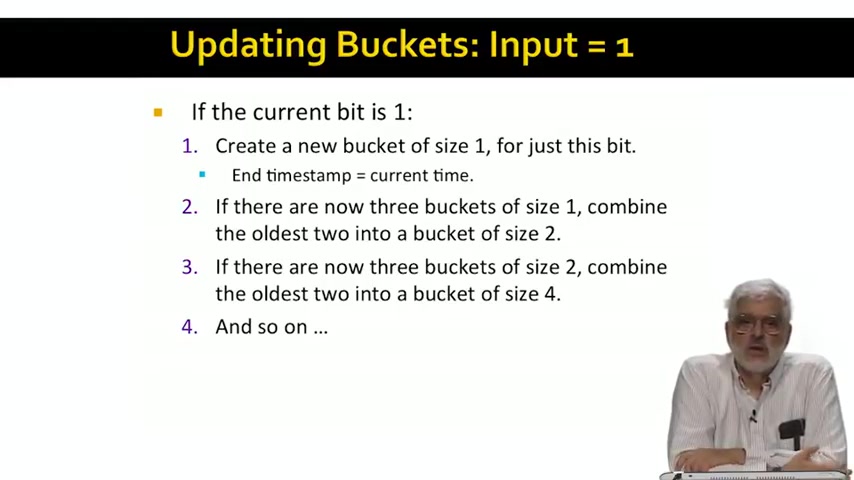 Updating Buckets: Input = 1
If the current bit is 1:
1. Create a new bucket of size 1, for just this bit.
End timestamp = current time.
2. If there are now three buckets of size 1, combine
the oldest two into a bucket of size 2.
3. If there are now three buckets of size 2, combine
the oldest two into a bucket of size 4.
4. And so on ...